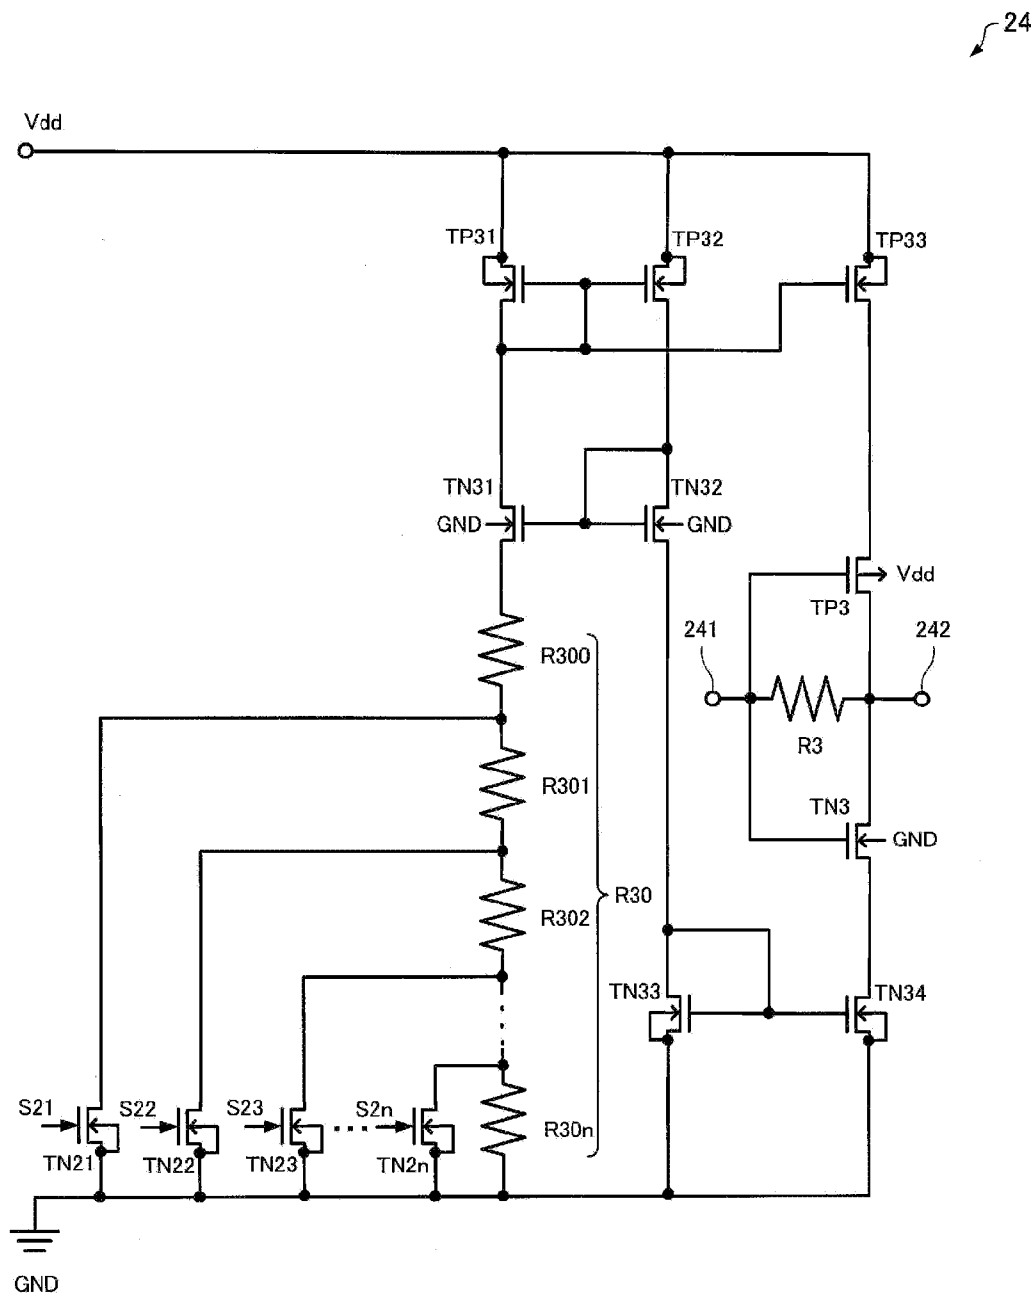 24
Vdd
TP31
TP32
TP33
TN31
TN32
GND
GND
Vdd
TP3
241
242
R300
R3
R301
TN3
GND
R30
R302
TN33
TN34
S21
S22
S23
S2n
R30n
TN21
TN22
TN23
TN2n
GND